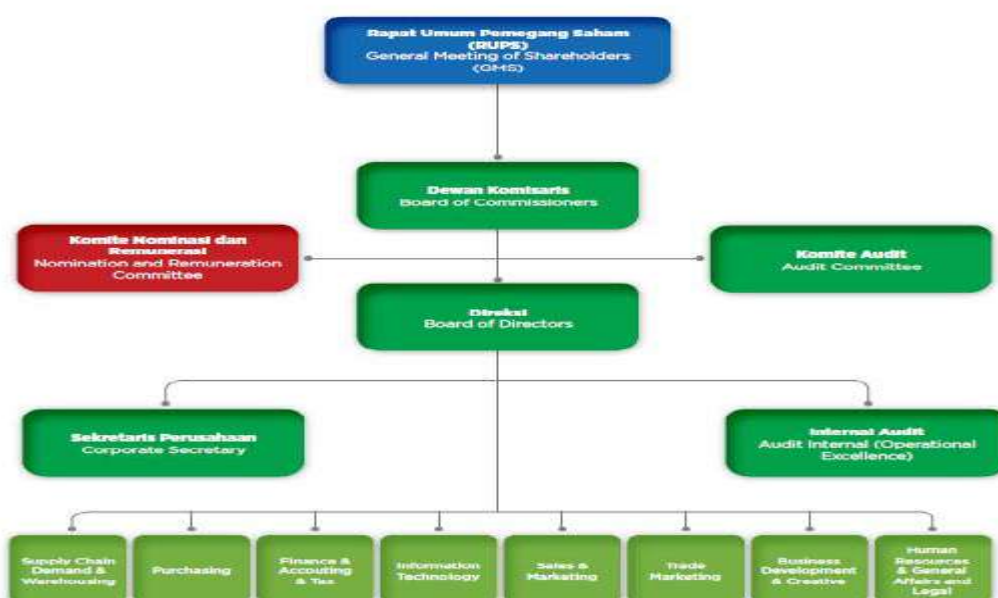 Rapat Umum Pemegang Saham
(RUPS)
General Meeting of Shareholders
(GMS)
Dewan Komisaris
Board of Commissioners
Komite Nominasi dan
Remunerasi
Nomination and Remuneration
Committee
Komite Audit
Audit Committee
Direksi
Board of Directors
Sekretaris Perusahaan
Corporate Secretary
Internal Audit
Audit Internal (Operational
Excellence)
Supply Chain
Demand &
Warehousing
Purchasing
Finance &
Accouting
& Tax
Information
Technology
Sales &
Marketing
Trade
Marketing
Business
Development
& Creative
Human
Resources
& General
Affairs and
Legal